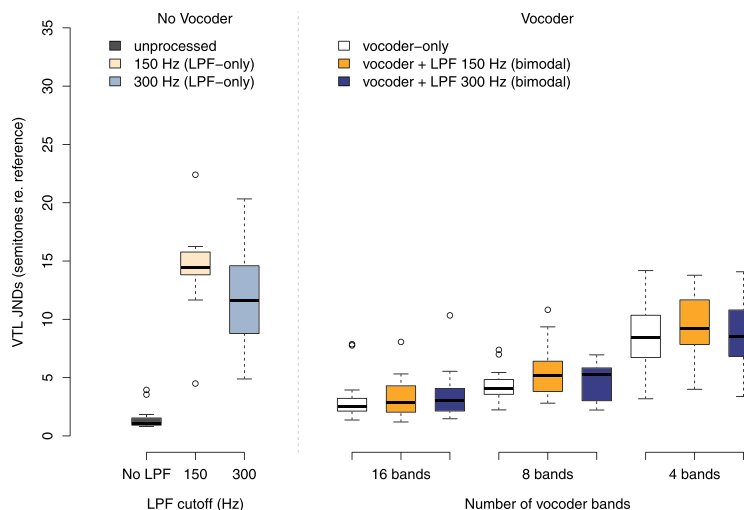 No Vocoder
Vocoder
unprocessed
150 Hz (LPF−only)
300 Hz (LPF−only)
vocoder−only
vocoder + LPF 150 Hz (bimodal)
vocoder + LPF 300 Hz (bimodal)
VTL JNDs (semitones re. reference)
35
30
25
20
15
10
5
0
No LPF 150 300
16 bands 8 bands 4 bands
LPF cutoff (Hz)
Number of vocoder bands